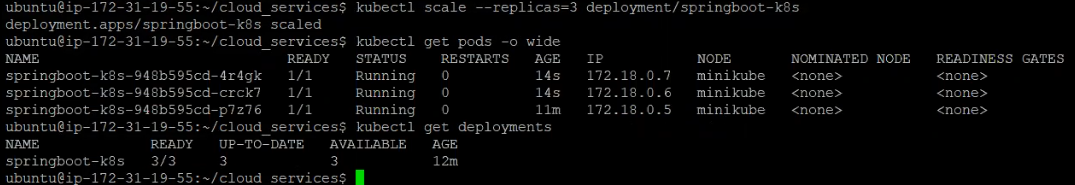 ubuntu@ip-172-31-19-55:~/cloud_services$ kubectl scale --replicas=3 deployment/springboot-k8s
deployment.apps/springboot-k8s scaled
ubuntu@ip-172-31-19-55:~/cloud_services$ kubectl get pods -o wide
NAME READY STATUS RESTARTS AGE IP NODE NOMINATED NODE READINESS GATES
springboot-k8s-948b595cd-4r4gk 1/1 Running 0 14s 172.18.0.7 minikube <none> <none>
springboot-k8s-948b595cd-crck7 1/1 Running 0 14s 172.18.0.6 minikube <none> <none>
springboot-k8s-948b595cd-p7z76 1/1 Running 0 11m 172.18.0.5 minikube <none> <none>
ubuntu@ip-172-31-19-55:~/cloud_services$ kubectl get deployments
NAME READY UP-TO-DATE AVAILABLE AGE
springboot-k8s 3/3 3 3 12m
ubuntu@ip-172-31-19-55:~/cloud_services$